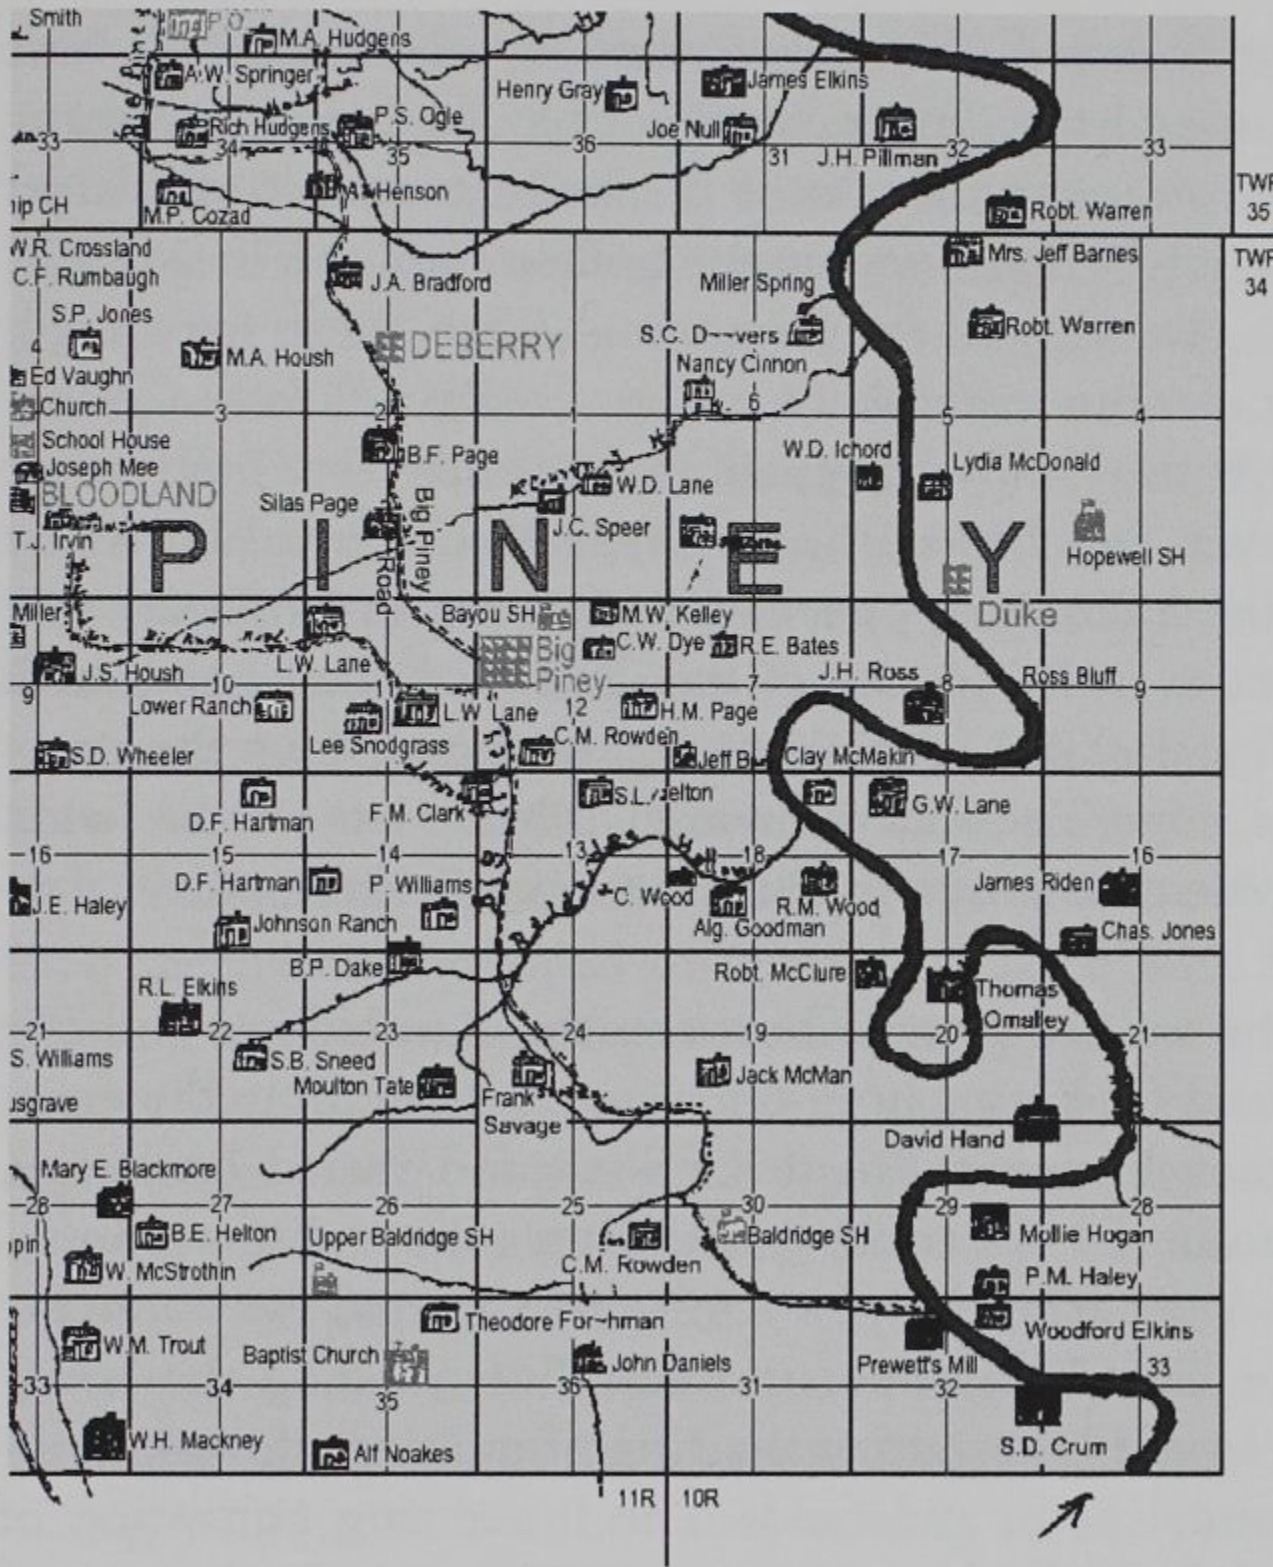 Smith
P.O.
M.A. Hudgens
A.W. Springer
Henry Gray
James Elkins
Rich Hudgens
P.S. Ogle
Joe Null
33
34
35
36
31
J.H. Pillman
32
33
TWP
35
A. Henson
ip CH
M.P. Cozad
Robt. Warren
W.R. Crossland
Mrs. Jeff Barnes
TWP
34
C.F. Rumbaugh
J.A. Bradford
Miller Spring
S.P. Jones
S.C. D~~vers
Robt. Warren
4
M.A. Housh
DEBERRY
Nancy Cinnon
Ed Vaughn
Church
3
2
1
6
5
4
School House
B.F. Page
W.D. Ichord
Lydia McDonald
Joseph Mee
W.D. Lane
BLOODLAND
Silas Page
J.C. Speer
T.J. Irvin
PINEY
Big Piney
Road
Hopewell SH
Miller
Bayou SH
M.W. Kelley
Duke
L.W. Lane
Big
Piney
C.W. Dye
R.E. Bates
J.S. Housh
J.H. Ross
Ross Bluff
9
10
11
12
7
8
9
Lower Ranch
L.W. Lane
H.M. Page
Lee Snodgrass
C.M. Rowden
S.D. Wheeler
Jeff B
Clay McMakin
D.F. Hartman
F.M. Clark
S.L. elton
G.W. Lane
16
15
14
13
18
17
16
D.F. Hartman
P. Williams
C. Wood
James Riden
J.E. Haley
R.M. Wood
Johnson Ranch
Alg. Goodman
Chas. Jones
B.P. Dake
Robt. McClure
R.L. Elkins
Thomas
Omalley
21
22
23
24
19
20
21
S. Williams
S.B. Sneed
Moulton Tate
Frank
Savage
Jack McMan
usgrave
David Hand
Mary E. Blackmore
28
27
26
25
30
29
28
B.E. Helton
Upper Baldridge SH
Baldridge SH
Mollie Hogan
ppin
W. McStrothin
C.M. Rowden
P.M. Haley
Theodore For~hman
Woodford Elkins
W.M. Trout
Baptist Church
John Daniels
Prewett's Mill
33
34
35
36
31
32
33
W.H. Mackney
Alf Noakes
S.D. Crum
11R
10R